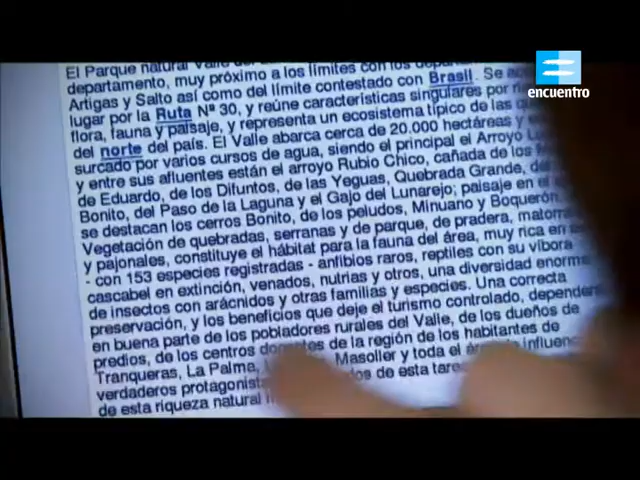 El Parque natural Valle del
departamento, muy próximo a los límites con los
Artigas y Salto así como del límite contestado con Brasil. Se
lugar por la Ruta Nº 30, y reúne características singulares por
flora, fauna y paisaje, y representa un ecosistema típico de las
del norte del país. El Valle abarca cerca de 20.000 hectáreas y
surcado por varios cursos de agua, siendo el principal el Arroyo
y entre sus afluentes están el arroyo Rubio Chico, cañada de los
de Eduardo, de los Difuntos, de las Yeguas, Quebrada Grande,
Bonito, del Paso de la Laguna y el Gajo del Lunarejo; paisaje en el
se destacan los cerros Bonito, de los peludos, Minuano y Boquerón.
Vegetación de quebradas, serranas y de parque, de pradera,
y pajonales, constituye el hábitat para la fauna del área, muy rica en
- con 153 especies registradas - anfibios raros, reptiles con su víbora
cascabel en extinción, venados, nutrias y otros, una diversidad enorme
de insectos con arácnidos y otras familias y especies. Una correcta
preservación, y los beneficios que deje el turismo controlado,
en buena parte de los pobladores rurales del Valle, de los dueños de
predios, de los centros de la región de los habitantes de
Tranqueras, La Palma, Masoller y toda el
verdaderos de esta
de esta riqueza natural
encuentro